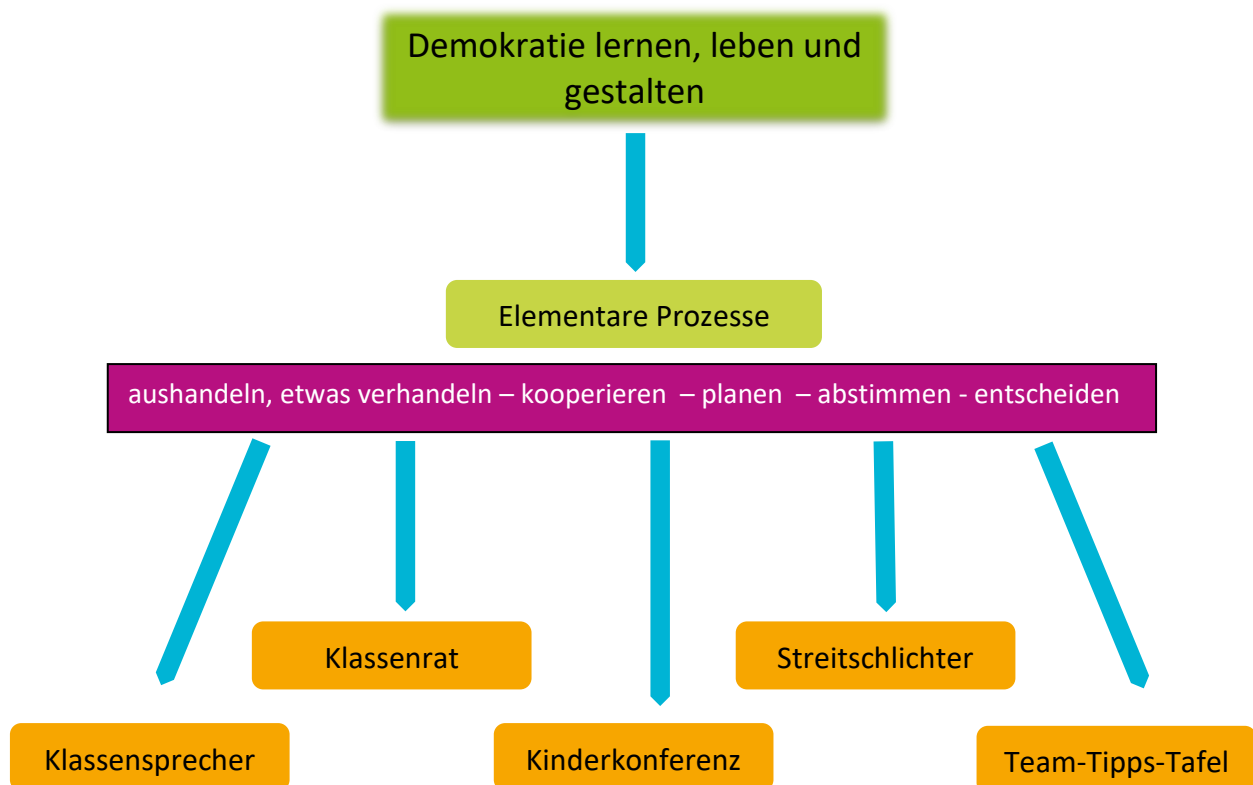 Demokratie lernen, leben und
gestalten
Elementare Prozesse
aushandeln, etwas verhandeln – kooperieren – planen – abstimmen - entscheiden
Klassenrat
Streitschlichter
Klassensprecher
Kinderkonferenz
Team-Tipps-Tafel